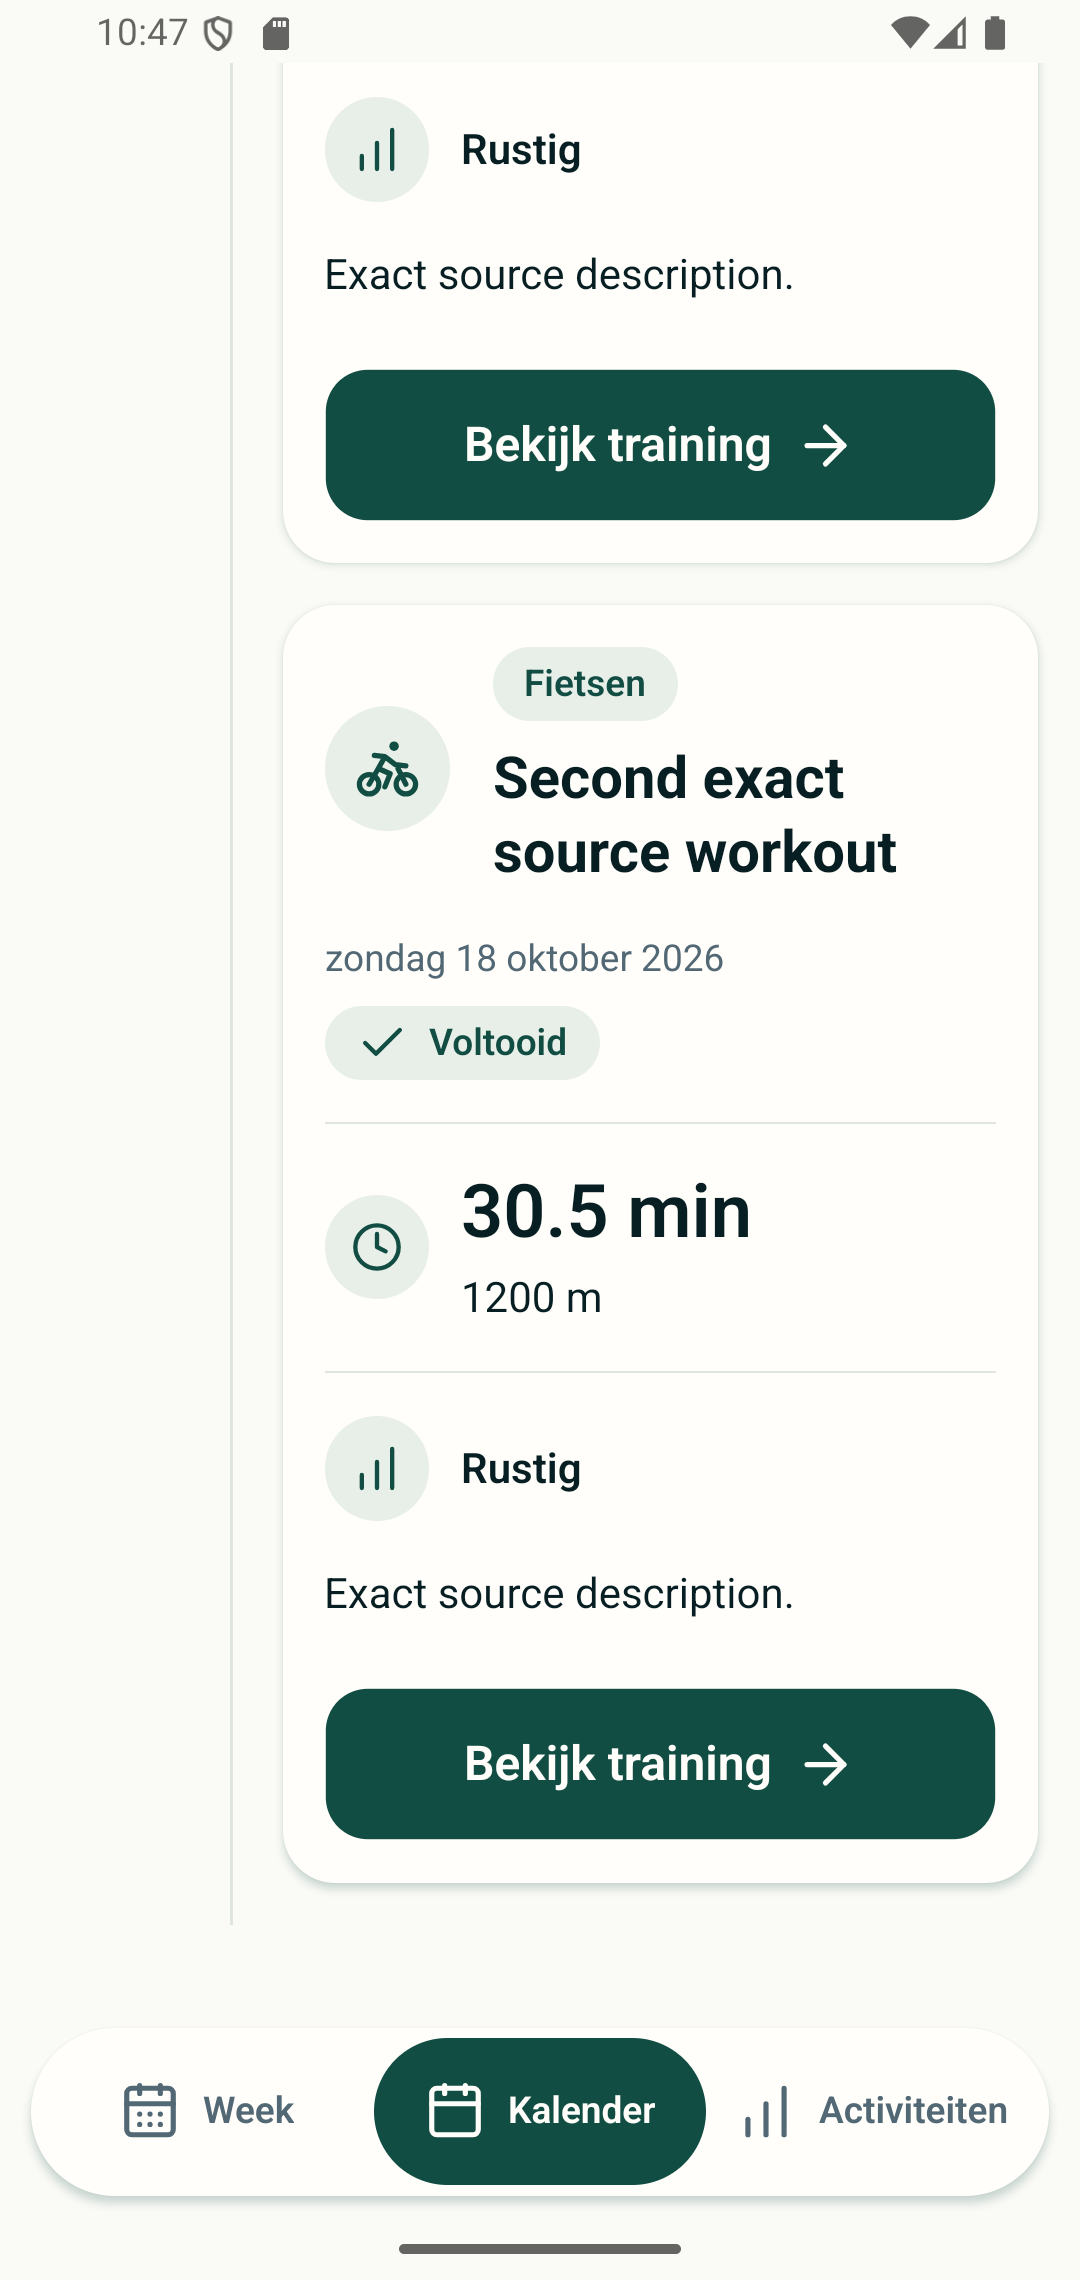 10:47
Rustig
Exact source description.
Bekijk training
Fietsen
Second exact
source workout
zondag 18 oktober 2026
Voltooid
30.5 min
1200 m
Rustig
Exact source description.
Bekijk training
Week
Kalender
Activiteiten